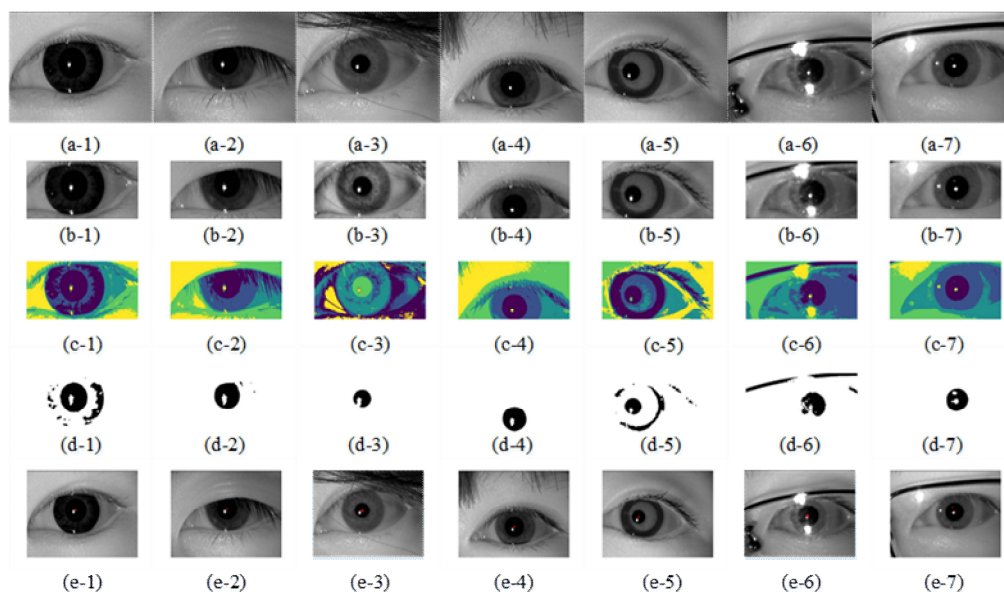 (a-1) (a-2) (a-3) (a-4) (a-5) (a-6) (a-7)
(b-1) (b-2) (b-3) (b-4) (b-5) (b-6) (b-7)
(c-1) (c-2) (c-3) (c-4) (c-5) (c-6) (c-7)
(d-1) (d-2) (d-3) (d-4) (d-5) (d-6) (d-7)
(e-1) (e-2) (e-3) (e-4) (e-5) (e-6) (e-7)